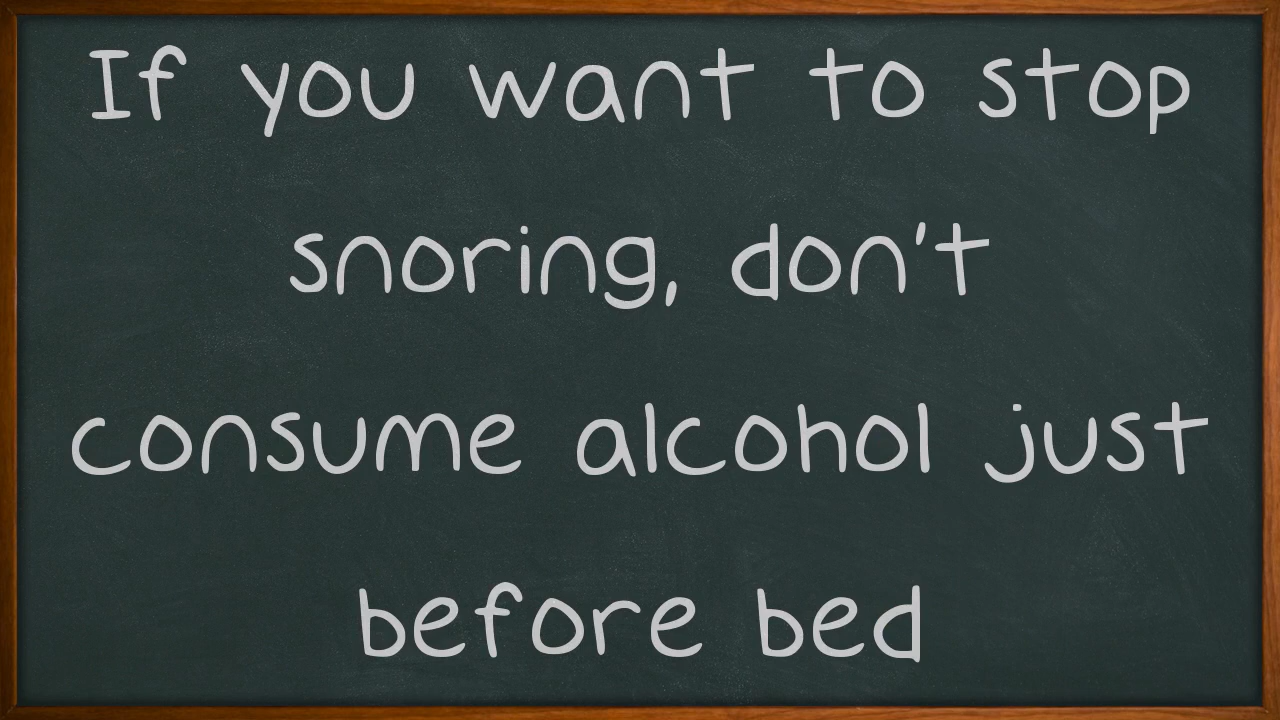 If you want to stop
snoring, don't
consume alcohol just
before bed